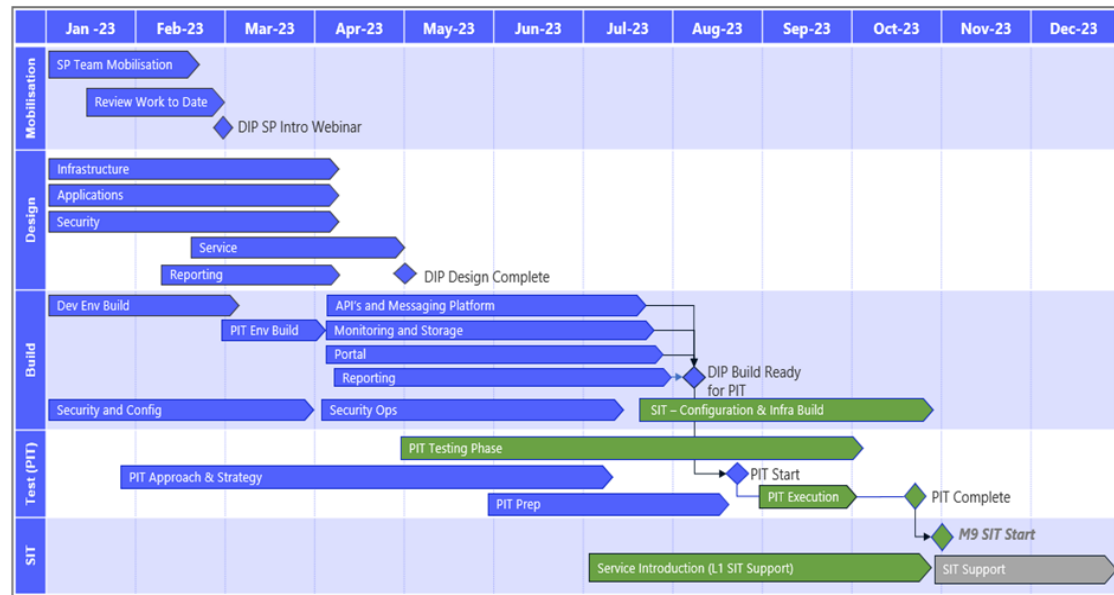 Jan -23 Feb-23 Mar-23 Apr-23 May-23 Jun-23 Jul-23 Aug-23 Sep-23 Oct-23 Nov-23 Dec-23
Mobilisation
SP Team Mobilisation
Review Work to Date
DIP SP Intro Webinar
Design
Infrastructure
Applications
Security
Service
Reporting
DIP Design Complete
Build
Dev Env Build
API's and Messaging Platform
PIT Env Build
Monitoring and Storage
Portal
Reporting
DIP Build Ready
for PIT
Security and Config
Security Ops
SIT – Configuration & Infra Build
Test (PIT)
PIT Testing Phase
PIT Approach & Strategy
PIT Start
PIT Prep
PIT Execution
PIT Complete
SIT
M9 SIT Start
Service Introduction (L1 SIT Support)
SIT Support